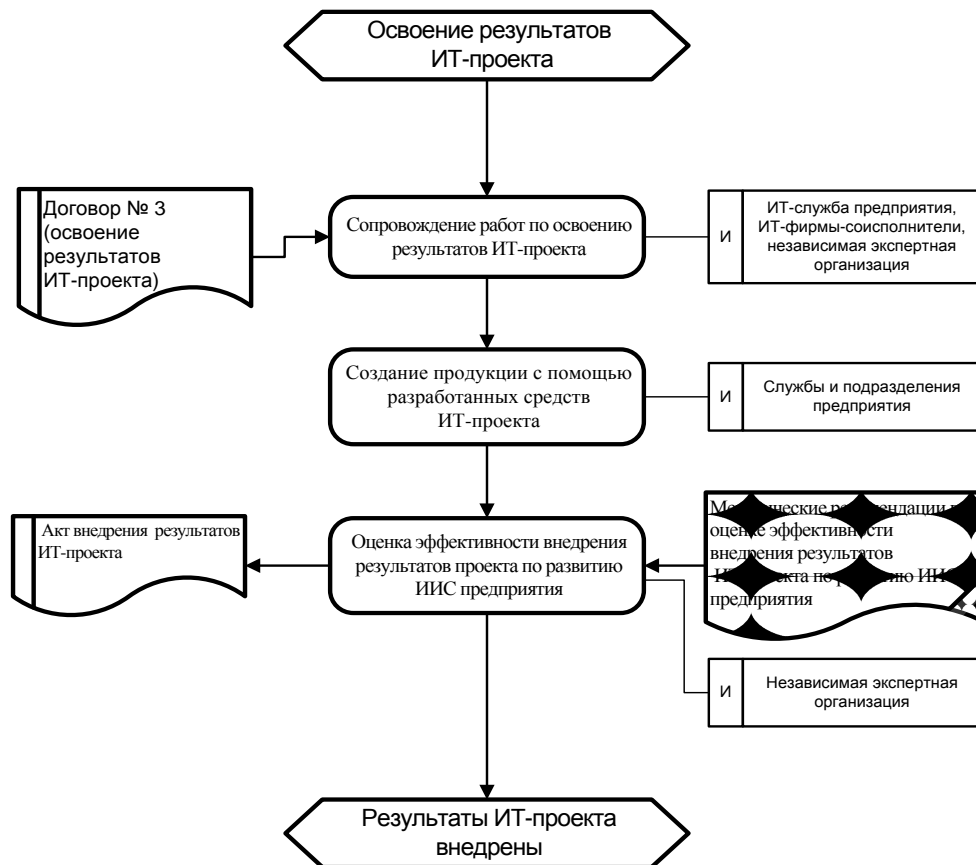 Освоение результатов
ИТ-проекта
Договор № 3
(освоение
результатов
ИТ-проекта)
Сопровождение работ по освоению
результатов ИТ-проекта
И
ИТ-служба предприятия,
ИТ-фирмы-соисполнители,
независимая экспертная
организация
Создание продукции с помощью
разработанных средств
ИТ-проекта
И
Службы и подразделения
предприятия
Акт внедрения результатов
ИТ-проекта
Оценка эффективности внедрения
результатов проекта по развитию
ИИС предприятия
оценке эффективности
внедрения результатов
ИИС
предприятия
И
Независимая экспертная
организация
Результаты ИТ-проекта
внедрены